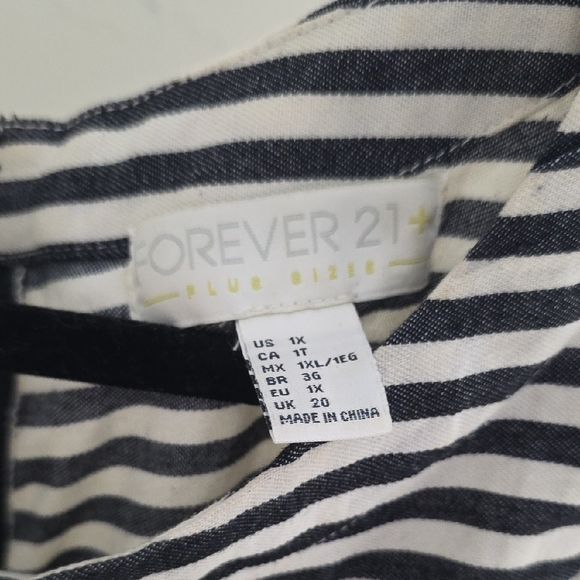 FOREVER 21+
PLUS SIZES
US 1X
CA 1T
MX 1XL/1EG
BR 3G
EU 1X
UK 20
MADE IN CHINA